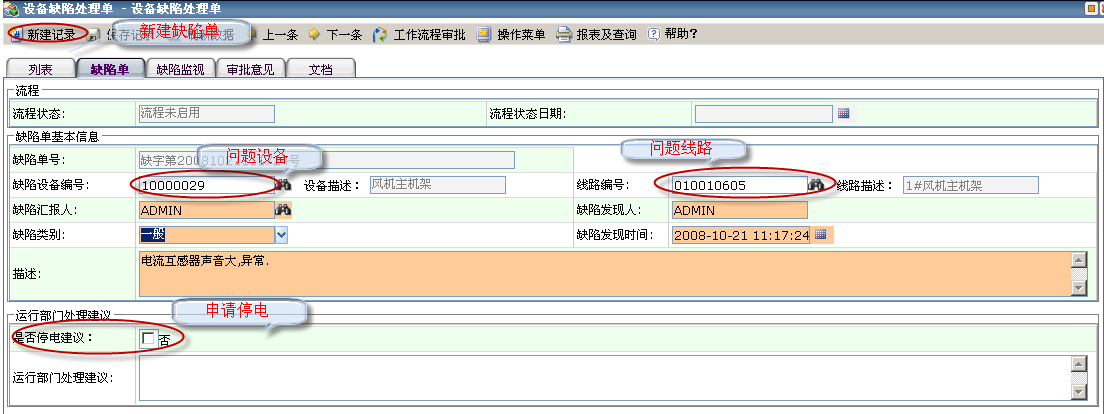 设备缺陷处理单 - 设备缺陷处理单
新建记录 新建缺陷单 上一条 下一条 工作流程审批 操作菜单 报表及查询 帮助?
列表 缺陷单 缺陷监视 审批意见 文档
流程
流程状态: 流程未启用 流程状态日期:
缺陷单基本信息
问题设备 问题线路
缺陷单号: 缺字第2008102 号
缺陷设备编号: 10000029 设备描述: 风机主机架 线路编号: 010010605 线路描述: 1#风机主机架
缺陷汇报人: ADMIN 缺陷发现人: ADMIN
缺陷类别: 一般 缺陷发现时间: 2008-10-21 11:17:24
描述: 电流互感器声音大,异常.
申请停电
运行部门处理建议
是否停电建议: 否
运行部门处理建议: